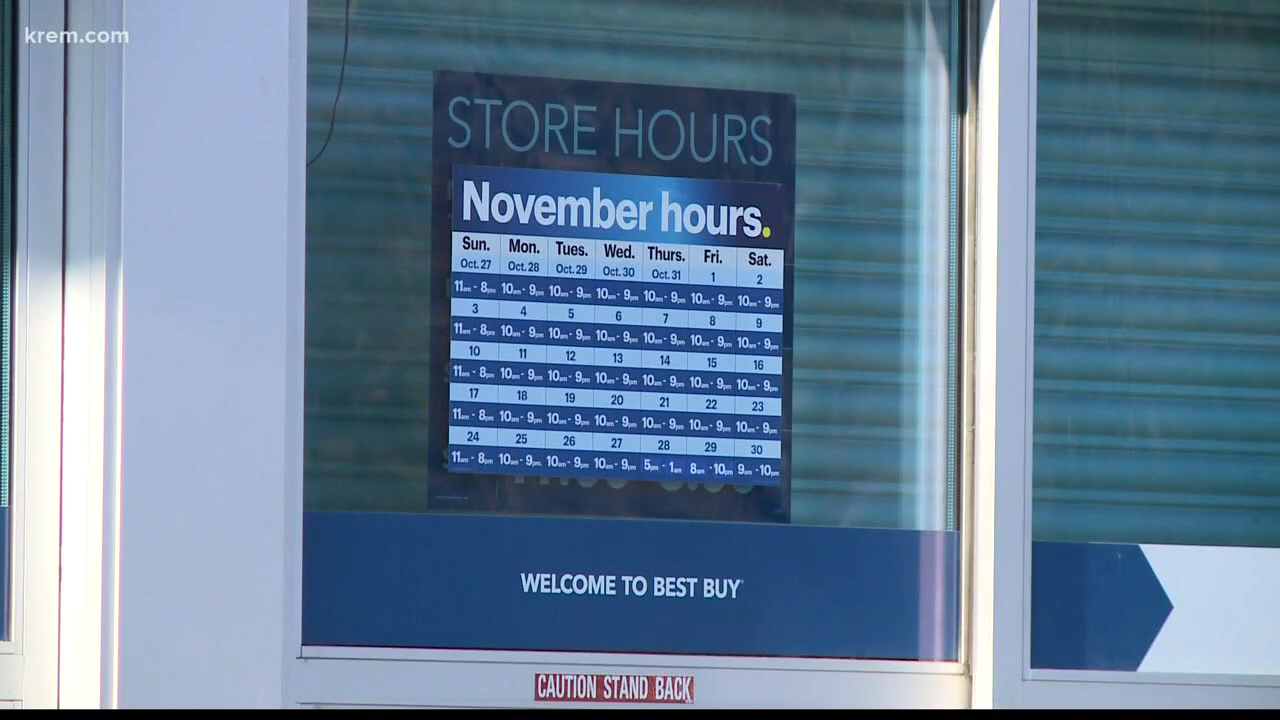 krem.com
STORE HOURS
November hours.
Sun. Mon. Tues. Wed. Thurs. Fri. Sat.
Oct. 27 Oct. 28 Oct. 29 Oct. 30 Oct. 31 1 2
11am - 8pm 10am - 9pm 10am - 9pm 10am - 9pm 10am - 9pm 10am - 9pm 10am - 9pm
3 4 5 6 7 8 9
11am - 8pm 10am - 9pm 10am - 9pm 10am - 9pm 10am - 9pm 10am - 9pm 10am - 9pm
10 11 12 13 14 15 16
11am - 8pm 10am - 9pm 10am - 9pm 10am - 9pm 10am - 9pm 10am - 9pm 10am - 9pm
17 18 19 20 21 22 23
11am - 8pm 10am - 9pm 10am - 9pm 10am - 9pm 10am - 9pm 10am - 9pm 10am - 9pm
24 25 26 27 28 29 30
11am - 8pm 10am - 9pm 10am - 9pm 10am - 9pm 5pm - 1am 8am - 10pm 9am - 10pm
WELCOME TO BEST BUY
CAUTION STAND BACK